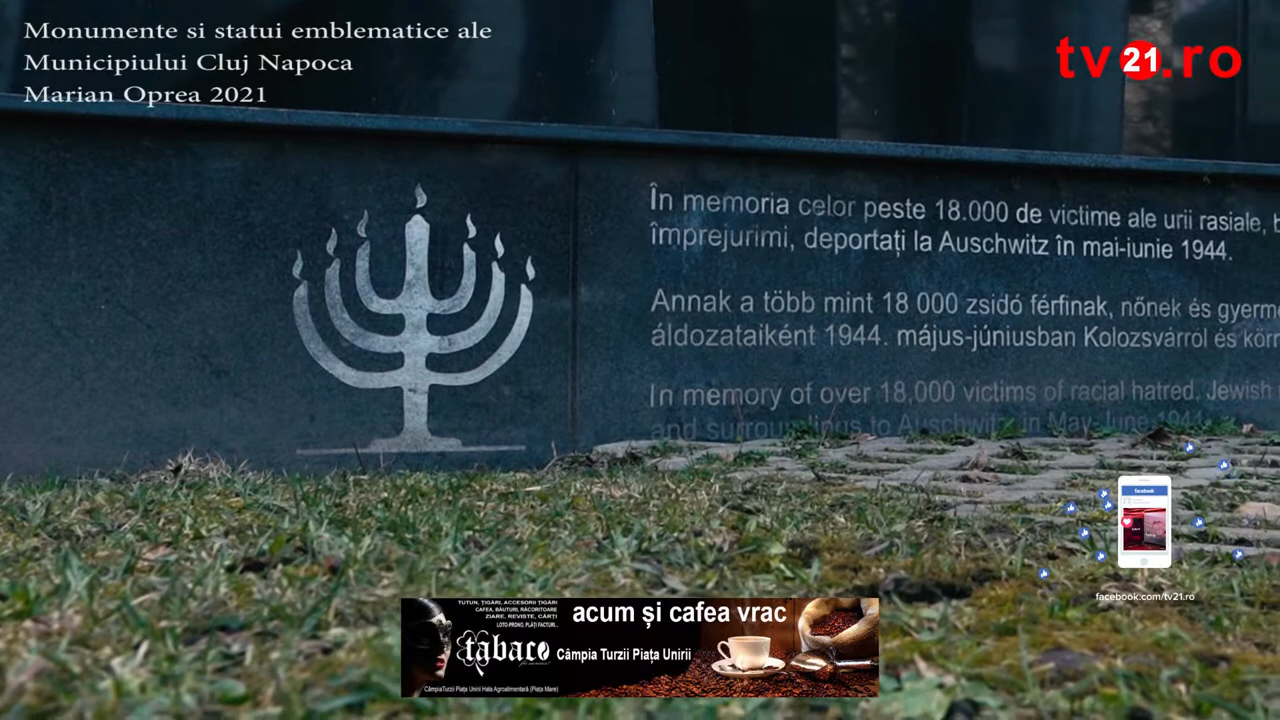 Monumente si statui emblematice ale
Municipiului Cluj Napoca
Marian Oprea 2021
tv21.ro
În memoria celor peste 18.000 de victime ale urii rasiale,
împrejurimi, deportați la Auschwitz în mai-iunie 1944.
Annak a több mint 18 000 zsidó férfinak, nőnek és gyerm
áldozataiként 1944. május-júniusban Kolozsvárról és körn
In memory of over 18,000 victims of racial hatred, Jewish
and surroundings to Auschwitz in May-June 1944.
facebook
facebook.com/tv21.ro
TUTUN, ȚIGĂRI, ACCESORII ȚIGĂRI
CAFEA, BĂUTURI, RĂCORITOARE
ZIARE, REVISTE, CĂRȚI
LOTO-PRONO, PLĂȚI FACTURI...
acum și cafea vrac
tabaco
Câmpia Turzii Piața Unirii
CâmpiaTurzii Piața Unirii Hala Agroalimentară (Piața Mare)